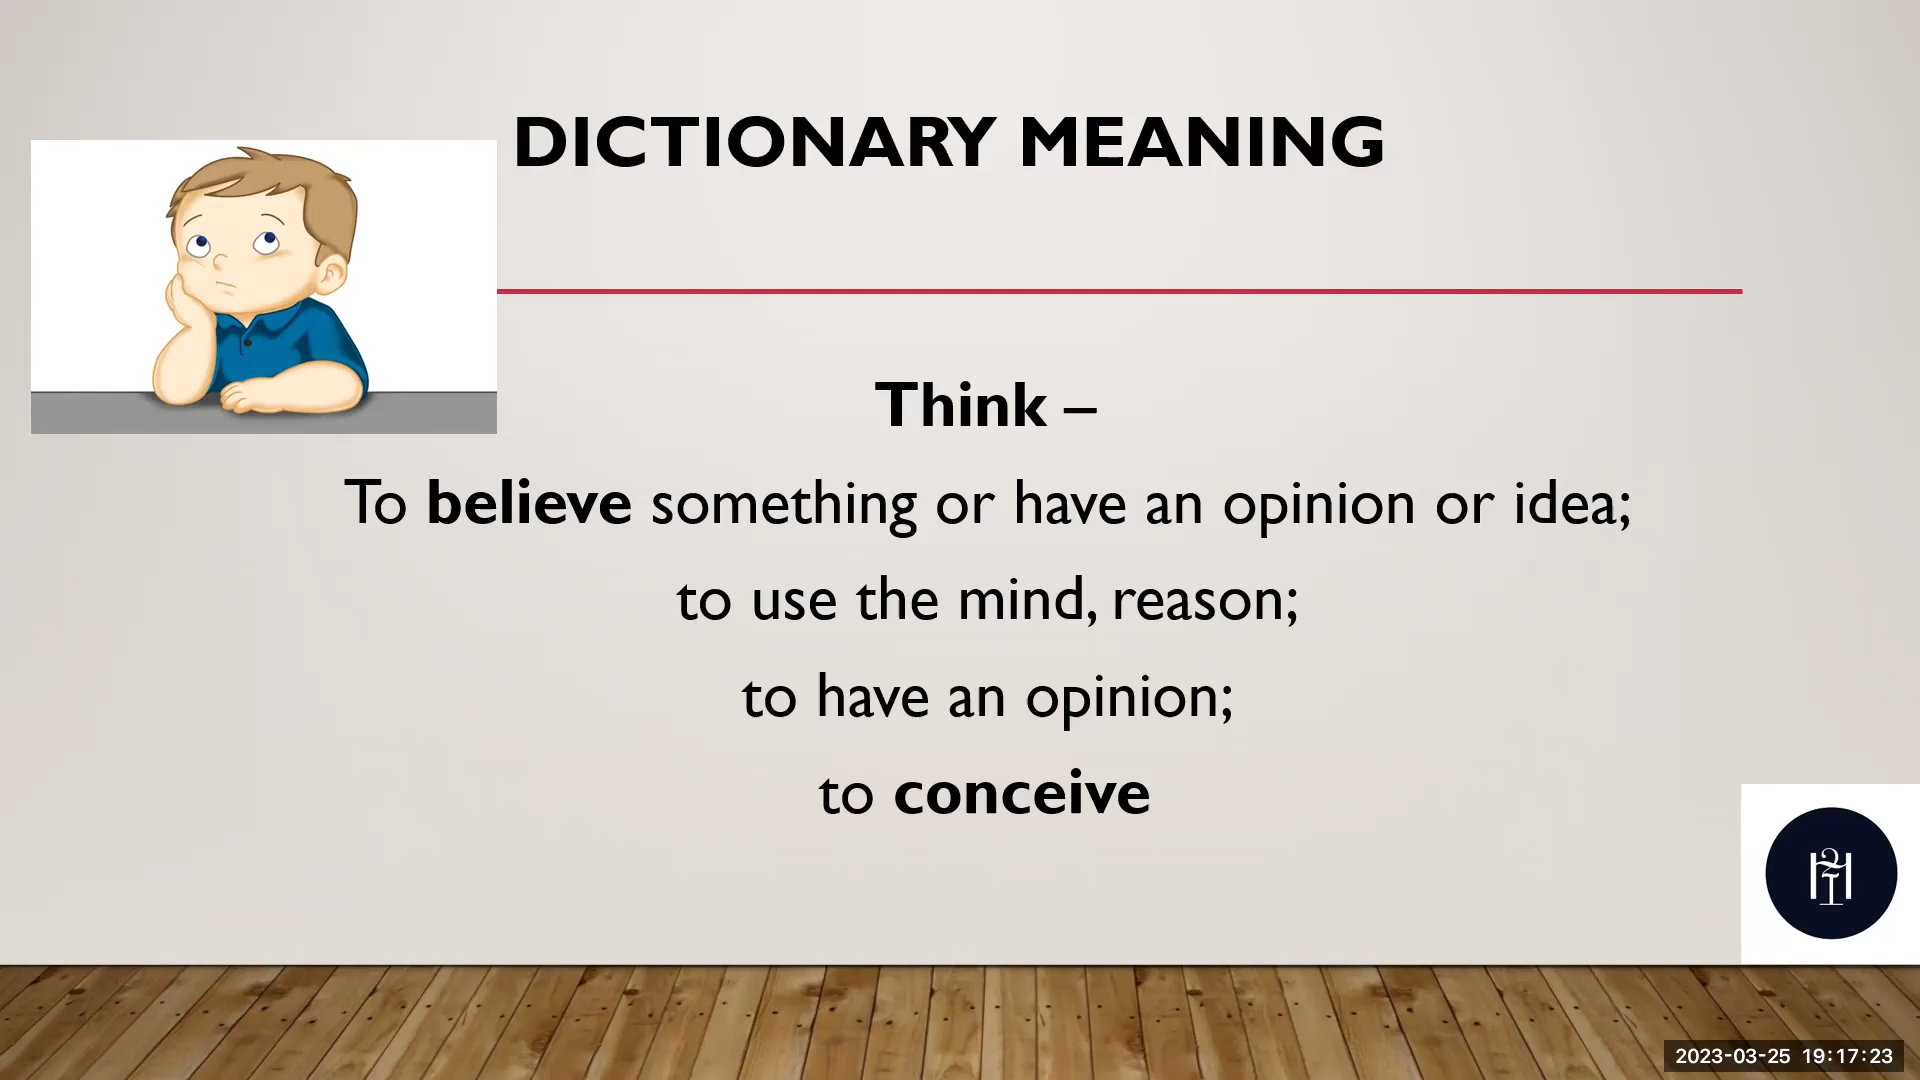 DICTIONARY MEANING
Think –
To believe something or have an opinion or idea;
to use the mind, reason;
to have an opinion;
to conceive
2023-03-25 19:17:23